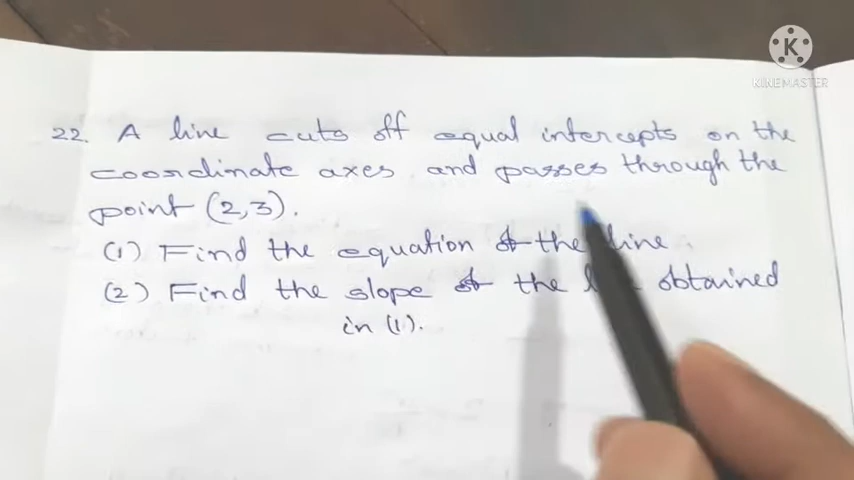 K
KINEMASTER
22. A line cuts off equal intercepts on the
coordinate axes and passes through the
point (2,3).
(1) Find the equation of the line.
(2) Find the slope of the obtained
in (1).